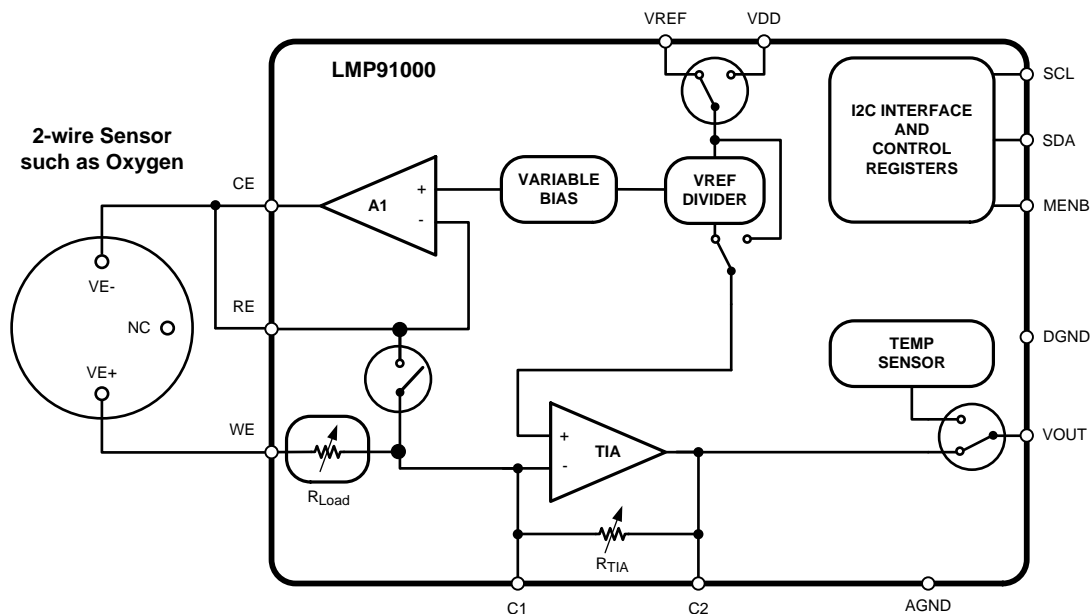 VREF
VDD
LMP91000
SCL
I2C INTERFACE
AND
CONTROL
REGISTERS
SDA
MENB
2-wire Sensor
such as Oxygen
CE
+
A1
-
VARIABLE
BIAS
VREF
DIVIDER
VE-
NC
VE+
RE
DGND
TEMP
SENSOR
WE
RLoad
+
TIA
-
VOUT
RTIA
C1
C2
AGND